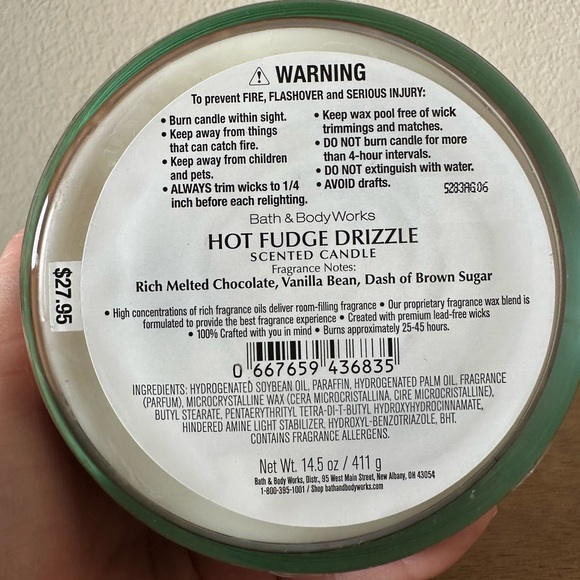 ⚠ WARNING
To prevent FIRE, FLASHOVER and SERIOUS INJURY:
• Burn candle within sight.
• Keep away from things
that can catch fire.
• Keep away from children
and pets.
• ALWAYS trim wicks to 1/4
inch before each relighting.
• Keep wax pool free of wick
trimmings and matches.
• DO NOT burn candle for more
than 4-hour intervals.
• DO NOT extinguish with water.
• AVOID drafts.
5283AG06
Bath & Body Works
HOT FUDGE DRIZZLE
SCENTED CANDLE
Fragrance Notes:
Rich Melted Chocolate, Vanilla Bean, Dash of Brown Sugar
$27.95
• High concentrations of rich fragrance oils deliver room-filling fragrance • Our proprietary fragrance wax blend is
formulated to provide the best fragrance experience • Created with premium lead-free wicks
• 100% Crafted with you in mind • Burns approximately 25-45 hours.
0 667659 436835
INGREDIENTS: HYDROGENATED SOYBEAN OIL, PARAFFIN, HYDROGENATED PALM OIL, FRAGRANCE
(PARFUM), MICROCRYSTALLINE WAX (CERA MICROCRISTALLINA, CIRE MICROCRISTALLINE),
BUTYL STEARATE, PENTAERYTHRITYL TETRA-DI-T-BUTYL HYDROXYHYDROCINNAMATE,
HINDERED AMINE LIGHT STABILIZER, HYDROXYL-BENZOTRIAZOLE, BHT.
CONTAINS FRAGRANCE ALLERGENS.
Net Wt. 14.5 oz / 411 g
Bath & Body Works, Distr., 95 West Main Street, New Albany, OH 43054
1-800-395-1001 / Shop bathandbodyworks.com